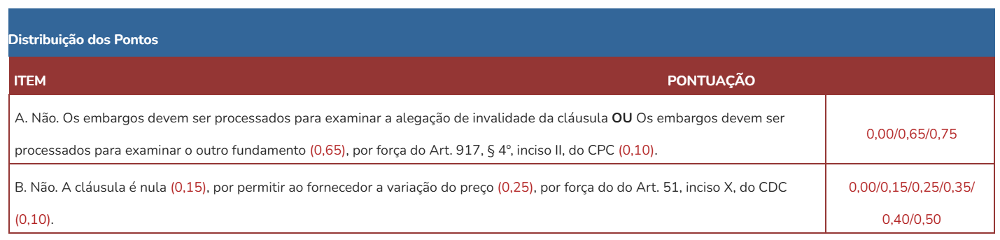 Distribuição dos Pontos
ITEM PONTUAÇÃO
A. Não. Os embargos devem ser processados para examinar a alegação de invalidade da cláusula OU Os embargos devem ser
processados para examinar o outro fundamento (0,65), por força do Art. 917, § 4º, inciso II, do CPC (0,10).
0,00/0,65/0,75
B. Não. A cláusula é nula (0,15), por permitir ao fornecedor a variação do preço (0,25), por força do do Art. 51, inciso X, do CDC
(0,10).
0,00/0,15/0,25/0,35/
0,40/0,50